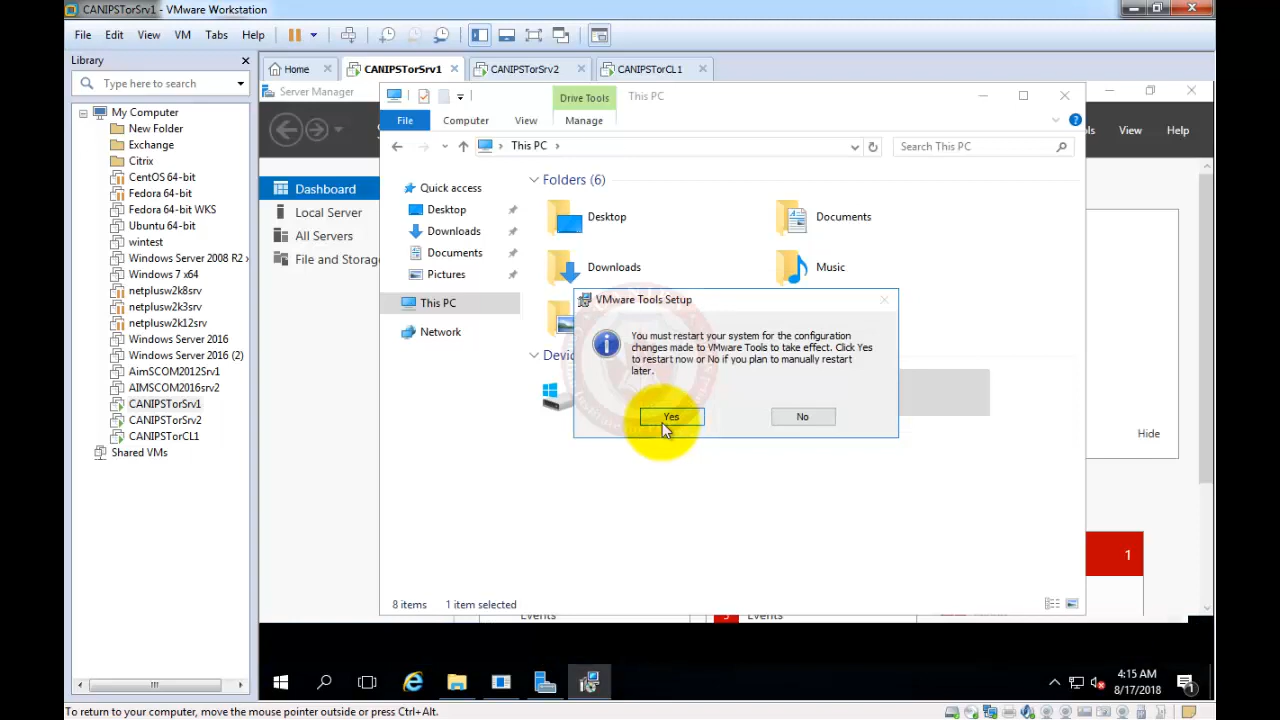 CANIPSTorSrv1 - VMware Workstation
File Edit View VM Tabs Help
Library
Type here to search
My Computer
New Folder
Exchange
Citrix
CentOS 64-bit
Fedora 64-bit
Fedora 64-bit WKS
Ubuntu 64-bit
wintest
Windows Server 2008 R2
Windows 7 x64
netplusw2k8srv
netplusw2k3srv
netplusw2k12srv
Windows Server 2016
Windows Server 2016 (2)
AimSCOM2012Srv1
AIMSCOM2016srv2
CANIPSTorSrv1
CANIPSTorSrv2
CANIPSTorCL1
Shared VMs
Home CANIPSTorSrv1 CANIPSTorSrv2 CANIPSTorCL1
Server Manager
View Help
Dashboard
Local Server
All Servers
File and Storag
Drive Tools This PC
File Computer View Manage
This PC
Search This PC
Quick access
Desktop
Downloads
Documents
Pictures
This PC
Network
Folders (6)
Desktop Documents
Downloads Music
VMware Tools Setup
You must restart your system for the configuration
changes made to VMware Tools to take effect. Click Yes
to restart now or No if you plan to manually restart
later.
Yes No
Hide
1
8 items 1 item selected
Events Events
4:15 AM
8/17/2018
To return to your computer, move the mouse pointer outside or press Ctrl+Alt.